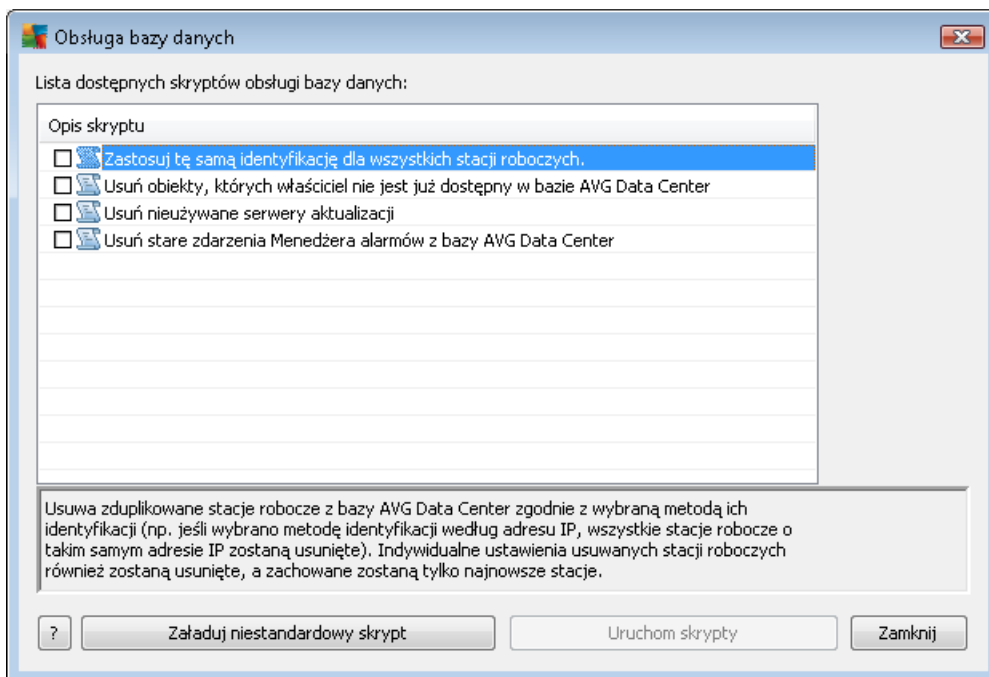 Obsługa bazy danych
Lista dostępnych skryptów obsługi bazy danych:
Opis skryptu
Zastosuj tę samą identyfikację dla wszystkich stacji roboczych.
Usuń obiekty, których właściciel nie jest już dostępny w bazie AVG Data Center
Usuń nieużywane serwery aktualizacji
Usuń stare zdarzenia Menedżera alarmów z bazy AVG Data Center
Usuwa zduplikowane stacje robocze z bazy AVG Data Center zgodnie z wybraną metodą ich
identyfikacji (np. jeśli wybrano metodę identyfikacji według adresu IP, wszystkie stacje robocze o
takim samym adresie IP zostaną usunięte). Indywidualne ustawienia usuwanych stacji roboczych
również zostaną usunięte, a zachowane zostaną tylko najnowsze stacje.
? Załaduj niestandardowy skrypt Uruchom skrypty Zamknij